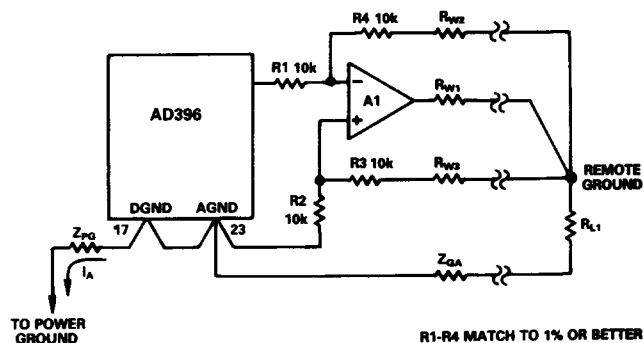 R4 10k
RW2
R1 10k
−
A1
+
RW1
AD396
R3 10k
RW3
REMOTE
GROUND
R2
10k
DGND AGND
17 23
ZPG
IA
RL1
ZGA
TO POWER
GROUND
R1-R4 MATCH TO 1% OR BETTER